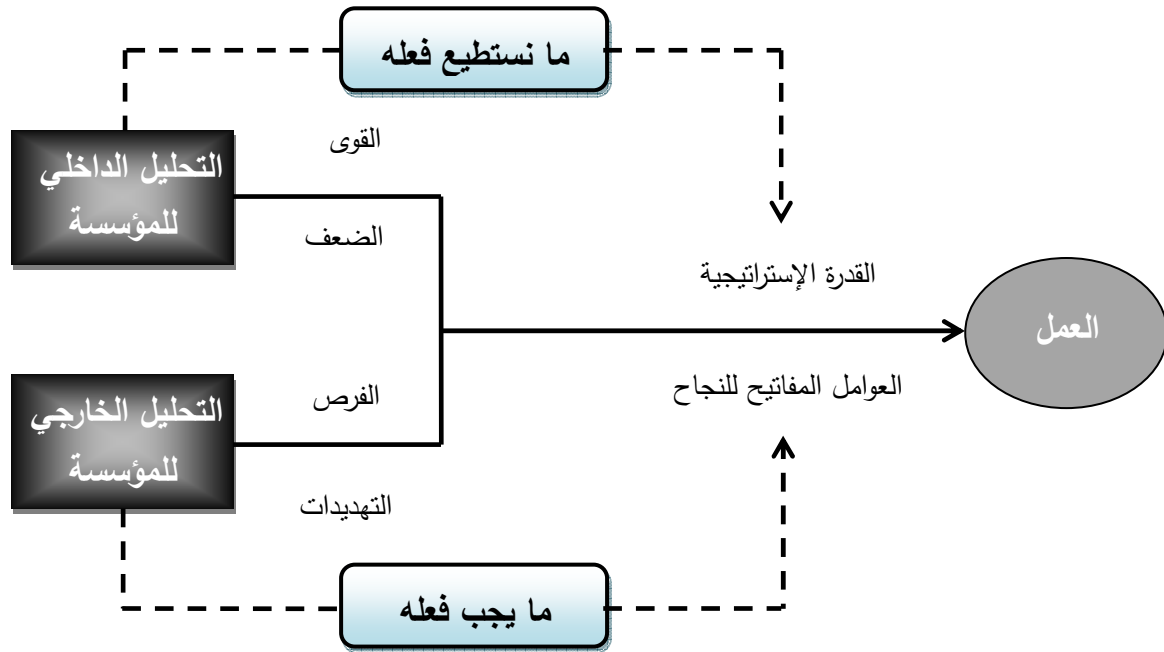 ما نستطيع فعله
القوى
التحليل الداخلي
للمؤسسة
الضعف
القدرة الإستراتيجية
العمل
العوامل المفاتيح للنجاح
الفرص
التحليل الخارجي
للمؤسسة
التهديدات
ما يجب فعله